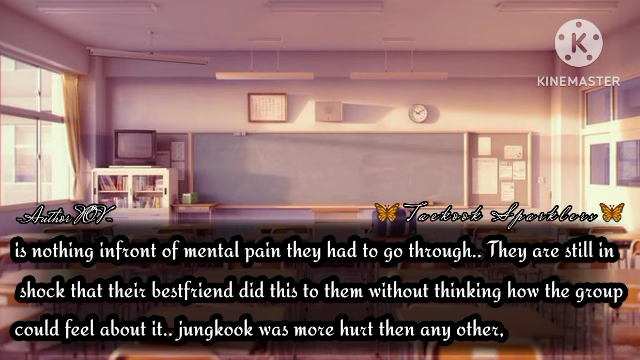 KINEMASTER
-Author POV-
🦋 Taekook Sparklers 🦋
is nothing infront of mental pain they had to go through.. They are still in
shock that their bestfriend did this to them without thinking how the group
could feel about it.. jungkook was more hurt then any other,